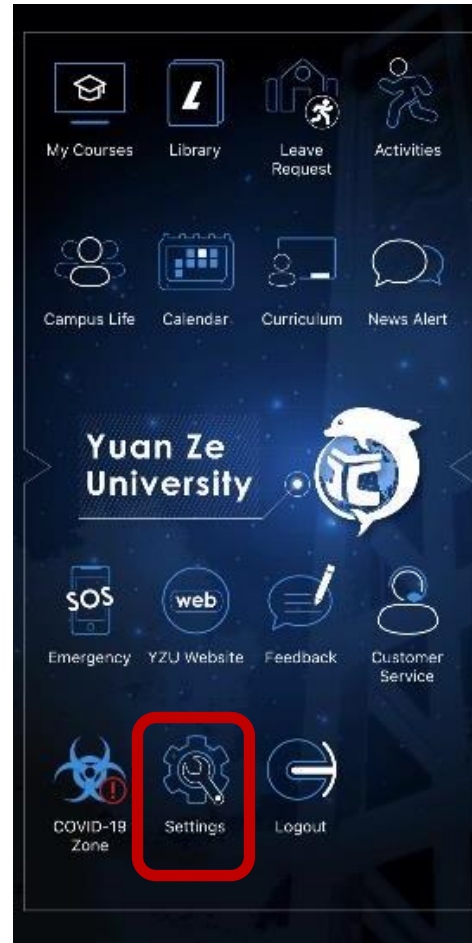 My Courses
Library
Leave
Request
Activities
Campus Life
Calendar
Curriculum
News Alert
Yuan Ze
University
SOS
web
Emergency
YZU Website
Feedback
Customer
Service
COVID-19
Zone
Settings
Logout